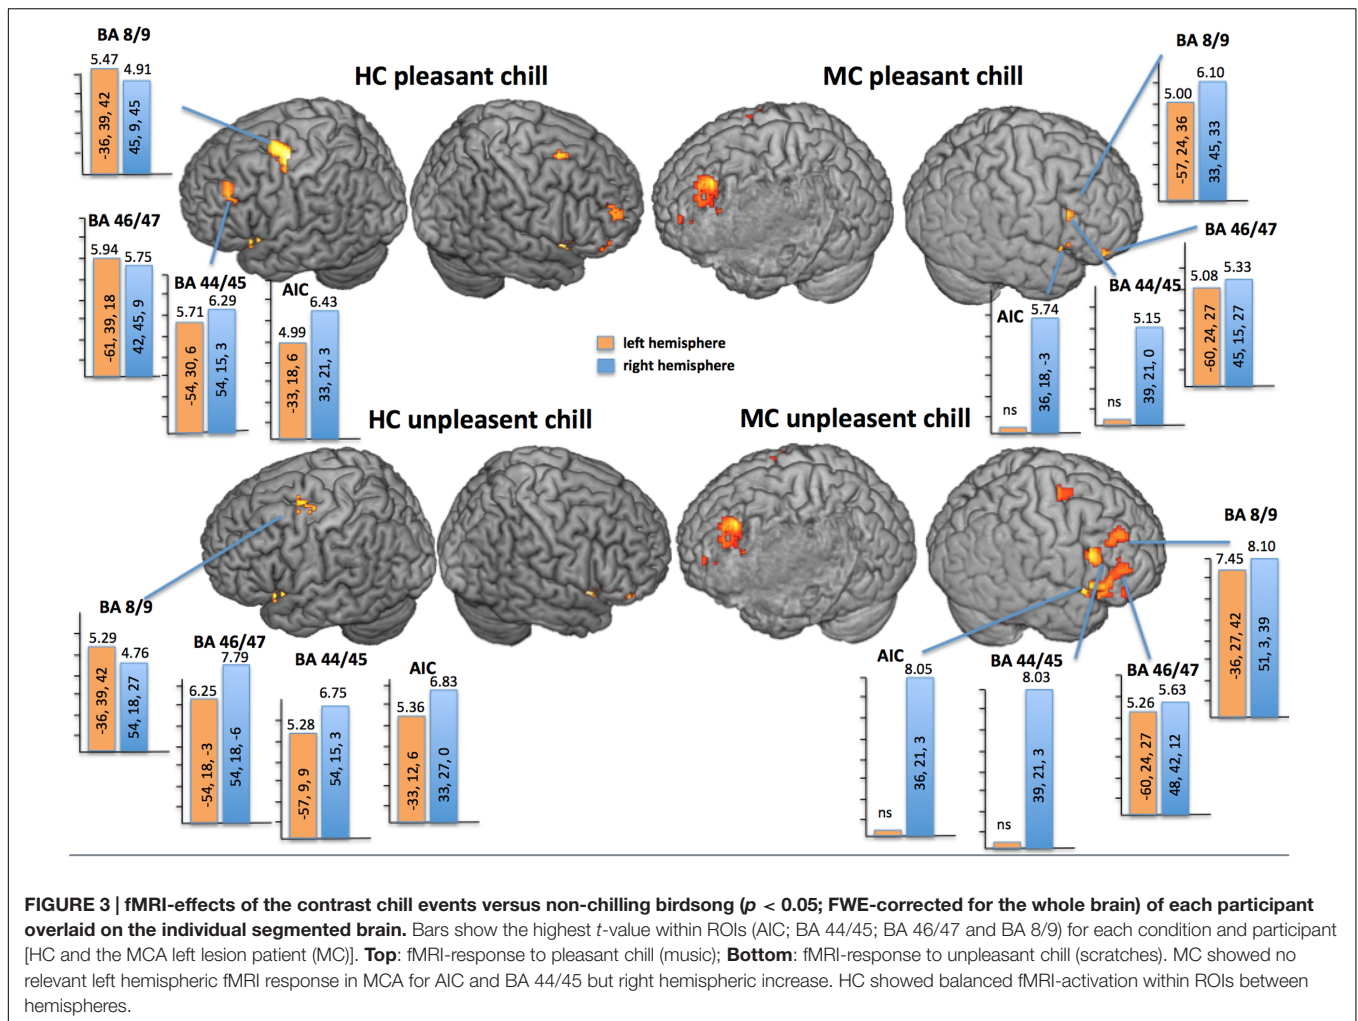 HC pleasant chill
MC pleasant chill
BA 8/9
5.47
4.91
-36, 39, 42
45, 9, 45
BA 46/47
5.94
5.75
-61, 39, 18
42, 45, 9
BA 44/45
5.71
6.29
-54, 30, 6
54, 15, 3
AIC
4.99
6.43
-33, 18, 6
33, 21, 3
left hemisphere
right hemisphere
BA 8/9
5.00
6.10
-57, 24, 36
33, 45, 33
BA 46/47
5.08
5.33
-60, 24, 27
45, 15, 27
BA 44/45
ns
5.15
39, 21, 0
AIC
ns
5.74
36, 18, -3
HC unpleasent chill
MC unpleasent chill
BA 8/9
5.29
4.76
-36, 39, 42
54, 18, 27
BA 46/47
6.25
7.79
-54, 18, -3
54, 18, -6
BA 44/45
5.28
6.75
-57, 9, 9
54, 15, 3
AIC
5.36
6.83
-33, 12, 6
33, 27, 0
AIC
ns
8.05
36, 21, 3
BA 44/45
ns
8.03
39, 21, 3
BA 46/47
5.26
5.63
-60, 24, 27
48, 42, 12
BA 8/9
7.45
8.10
-36, 27, 42
51, 3, 39
FIGURE 3 | fMRI-effects of the contrast chill events versus non-chilling birdsong (p < 0.05; FWE-corrected for the whole brain) of each participant
overlaid on the individual segmented brain. Bars show the highest t-value within ROIs (AIC; BA 44/45; BA 46/47 and BA 8/9) for each condition and participant
[HC and the MCA left lesion patient (MC)]. Top: fMRI-response to pleasant chill (music); Bottom: fMRI-response to unpleasant chill (scratches). MC showed no
relevant left hemispheric fMRI response in MCA for AIC and BA 44/45 but right hemispheric increase. HC showed balanced fMRI-activation within ROIs between
hemispheres.